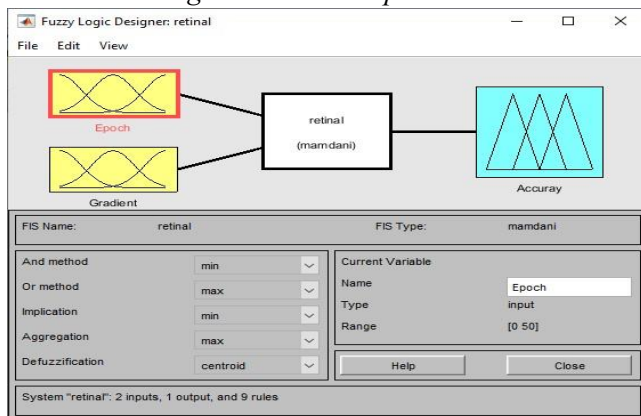 Fuzzy Logic Designer: retinal
File Edit View
Epoch
Gradient
retinal
(mamdani)
Accuray
FIS Name: retinal FIS Type: mamdani
And method min
Or method max
Implication min
Aggregation max
Defuzzification centroid
Current Variable
Name Epoch
Type input
Range [0 50]
Help Close
System "retinal": 2 inputs, 1 output, and 9 rules